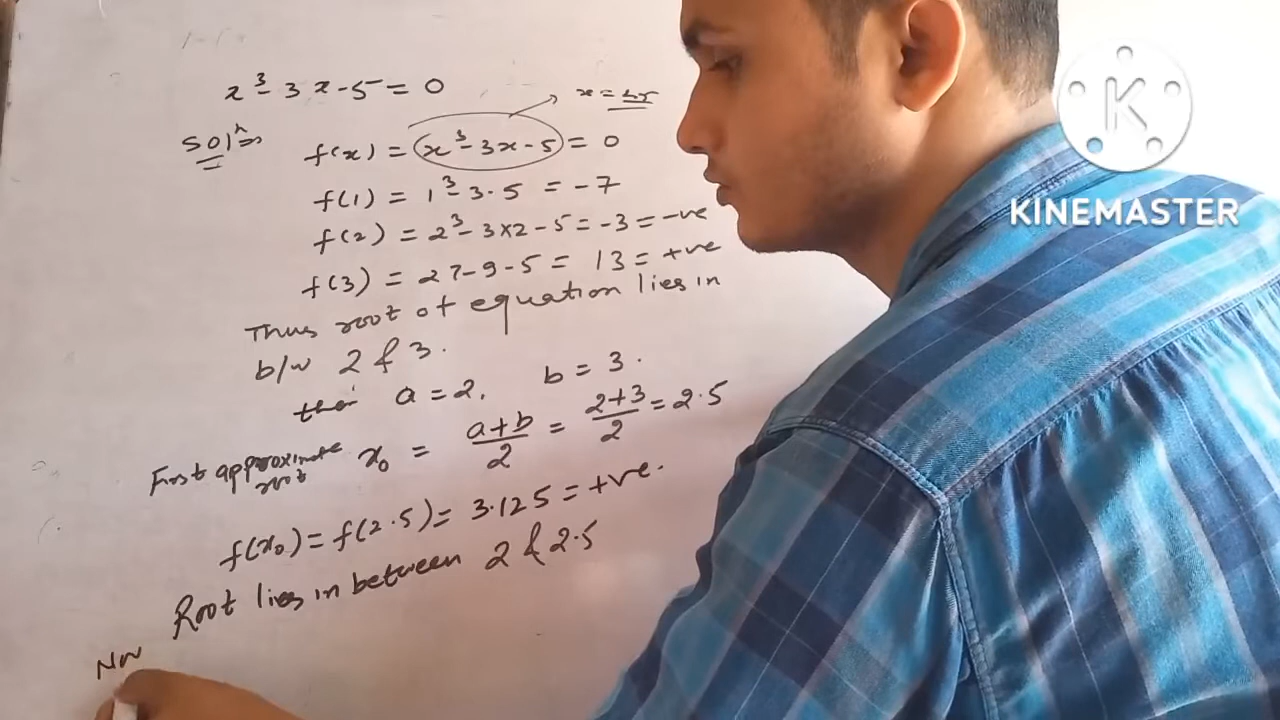 x³-3x-5=0
Solⁿ⇒
x=2.5
f(x) = (x³-3x-5) = 0
f(1) = 1³-3·5 = -7
f(2) = 2³-3×2-5=-3=-ve
f(3) = 27-9-5= 13=+ve
Thus root of equation lies in
b/w 2 & 3.
a=2, b=3.
First approximate root x₀ = a+b/2 = 2+3/2 = 2.5
f(x₀)=f(2.5)= 3.125=+ve.
Root lies in between 2 & 2.5
Now
K
KINEMASTER